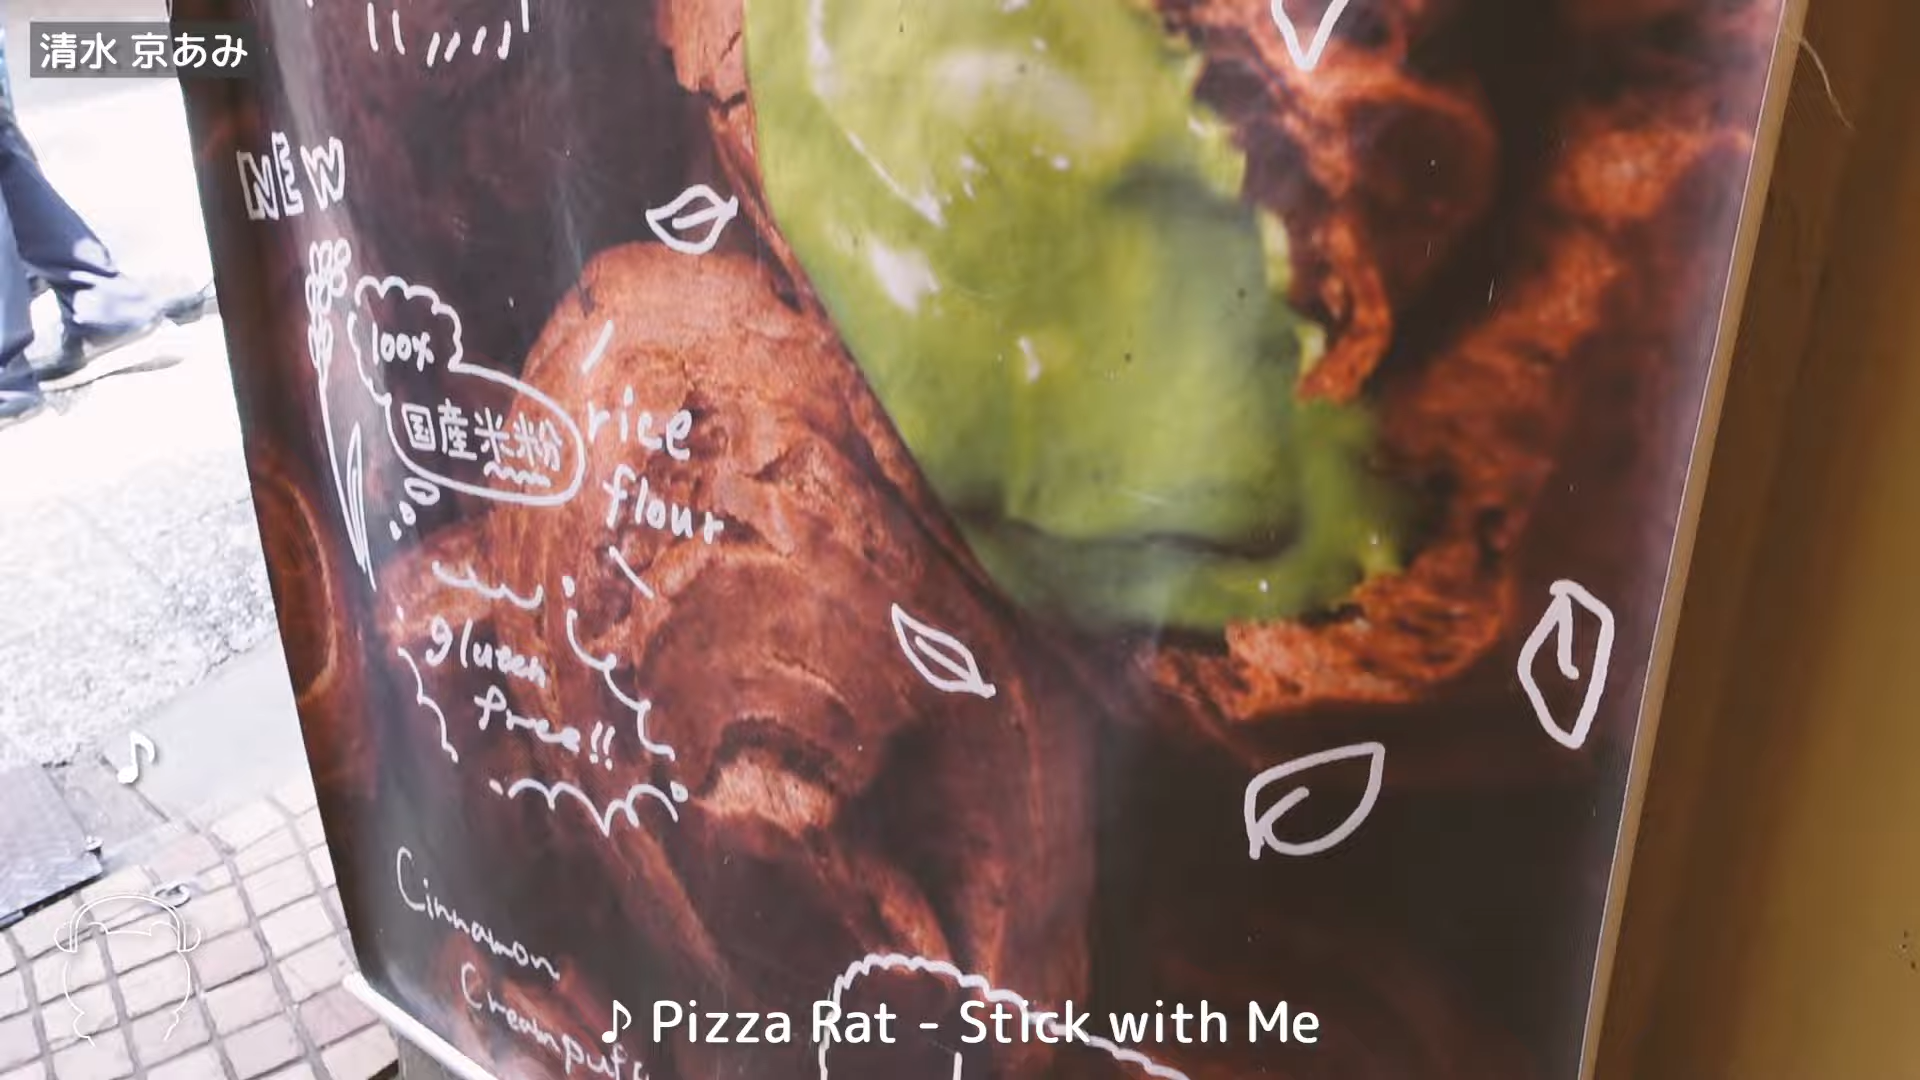 清水 京あみ
NEW
100%
国産米粉
rice
flour
gluten
free!!
Cinnamon
Creampuff
♪ Pizza Rat - Stick with Me